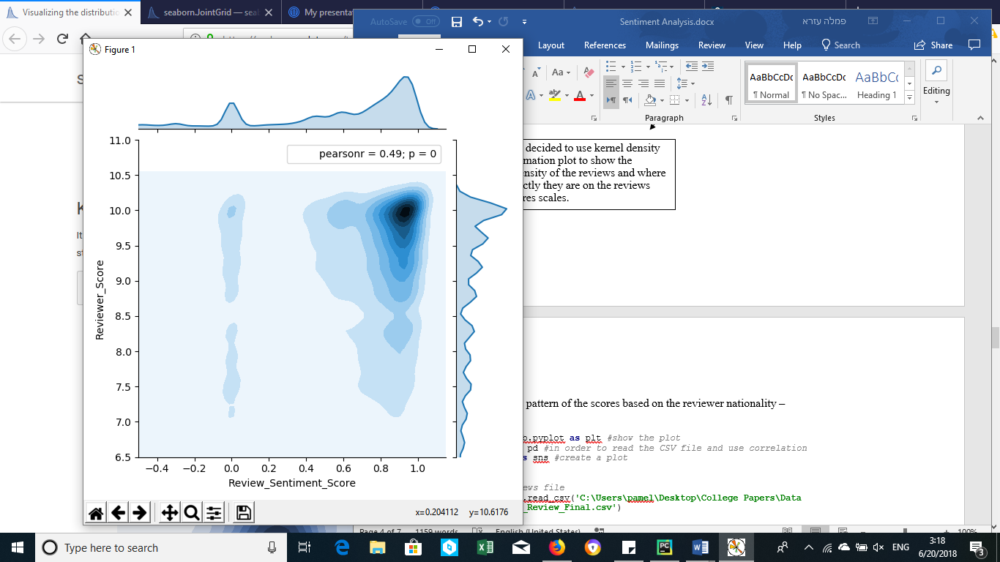 Visualizing the distributio
seaborn.JointGrid — sea
My presentat
AutoSave
Off
Sentiment Analysis.docx
פמלה עזרא
Layout
References
Mailings
Review
View
Help
Search
Share
Figure 1
Aa
AaBbCcDc
AaBbCcDc
AaBbCc
¶ Normal
¶ No Spac...
Heading 1
Editing
Paragraph
Styles
decided to use kernel density
mation plot to show the
nsity of the reviews and where
ctly they are on the reviews
res scales.
pearsonr = 0.49; p = 0
11.0
10.5
10.0
9.5
9.0
8.5
8.0
7.5
7.0
6.5
Reviewer_Score
−0.4
−0.2
0.0
0.2
0.4
0.6
0.8
1.0
Review_Sentiment_Score
It
st
pattern of the scores based on the reviewer nationality –
p.pyplot as plt #show the plot
pd #in order to read the CSV file and use correlation
s sns #create a plot
ews file
.read_csv('C:\Users\pamel\Desktop\College Papers\Data
_Review_Final.csv')
x=0.204112 y=10.6176
Page 4 of 7
1159 words
English (United States)
100%
Type here to search
ENG
3:18
6/20/2018
3